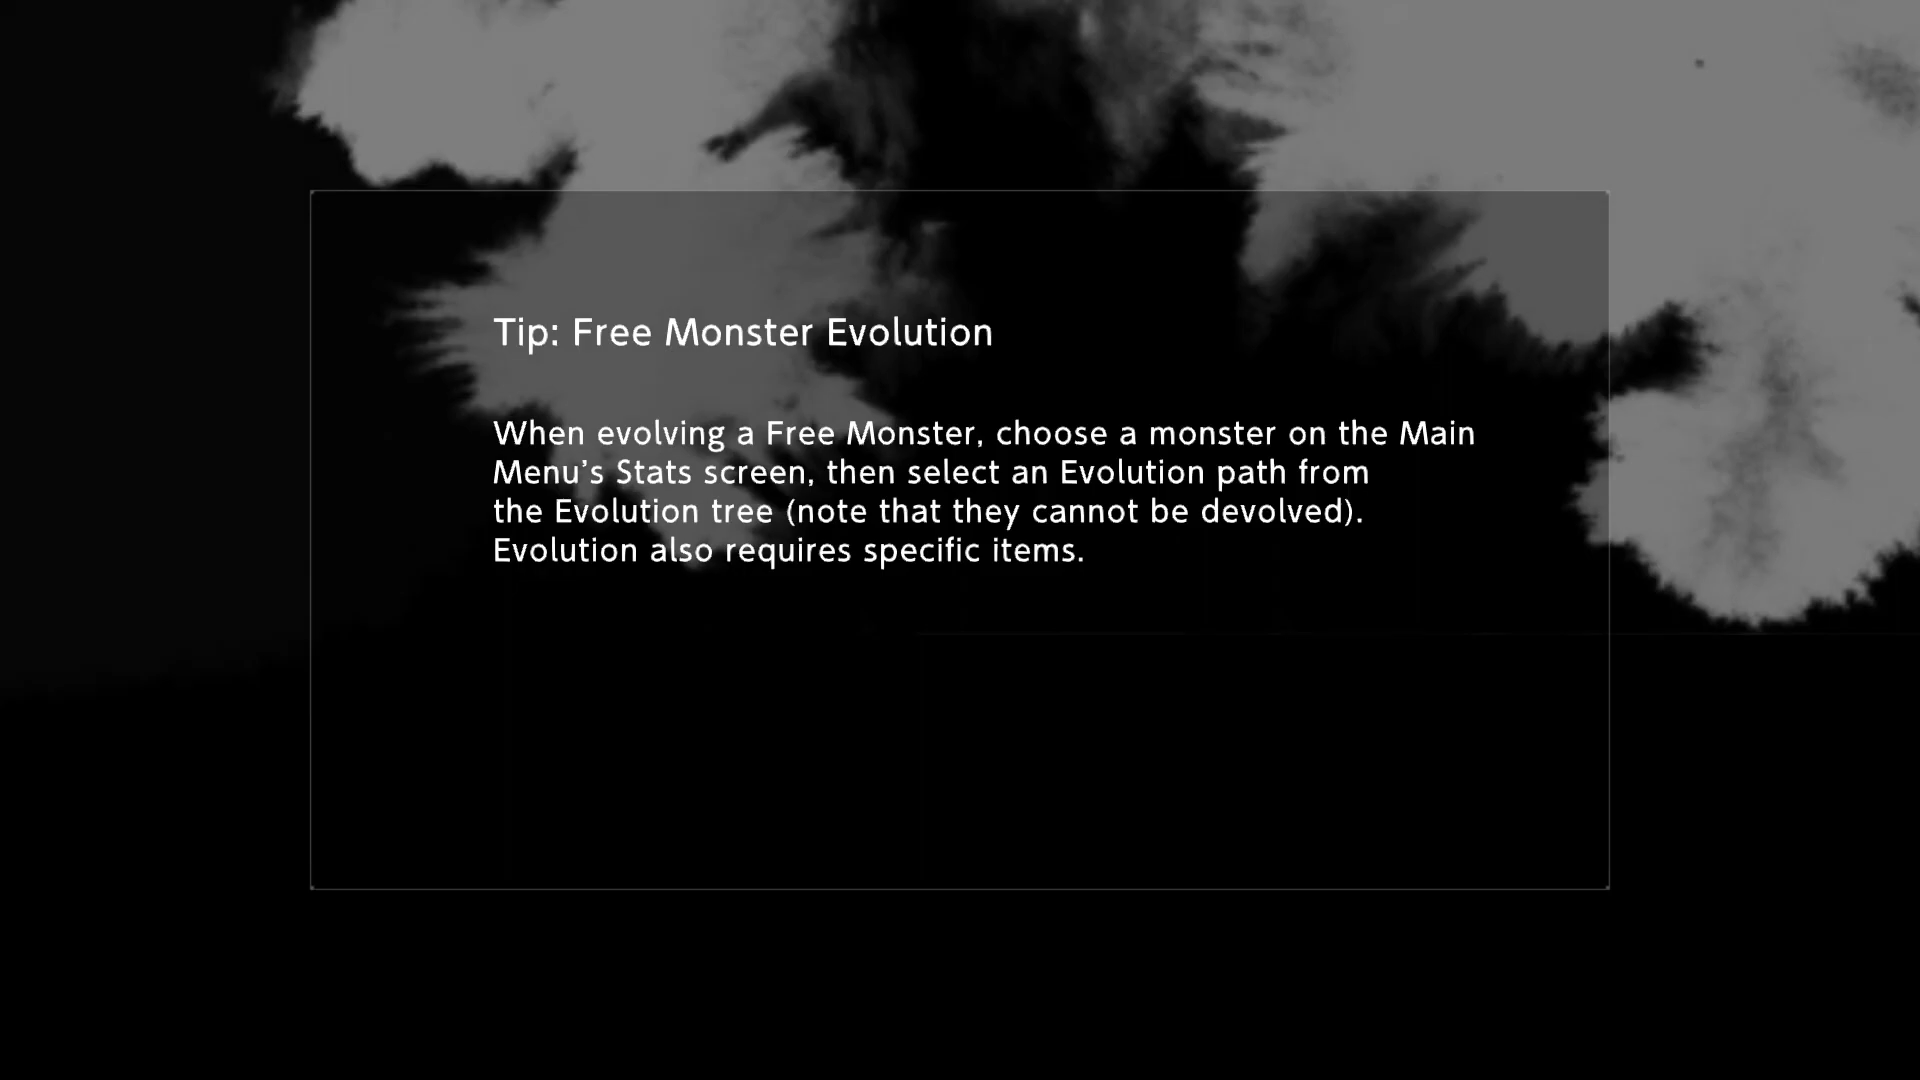 Tip: Free Monster Evolution
When evolving a Free Monster, choose a monster on the Main
Menu’s Stats screen, then select an Evolution path from
the Evolution tree (note that they cannot be devolved).
Evolution also requires specific items.